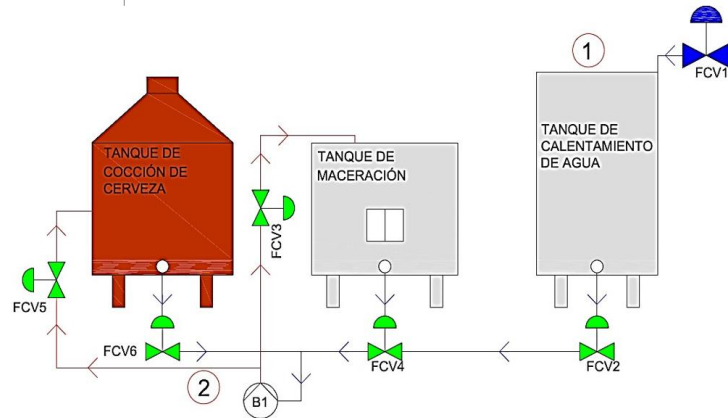 1
FCV1
TANQUE DE
COCCIÓN DE
CERVEZA
TANQUE DE
MACERACIÓN
TANQUE DE
CALENTAMIENTO
DE AGUA
FCV3
FCV5
FCV6
FCV4
FCV2
2
B1